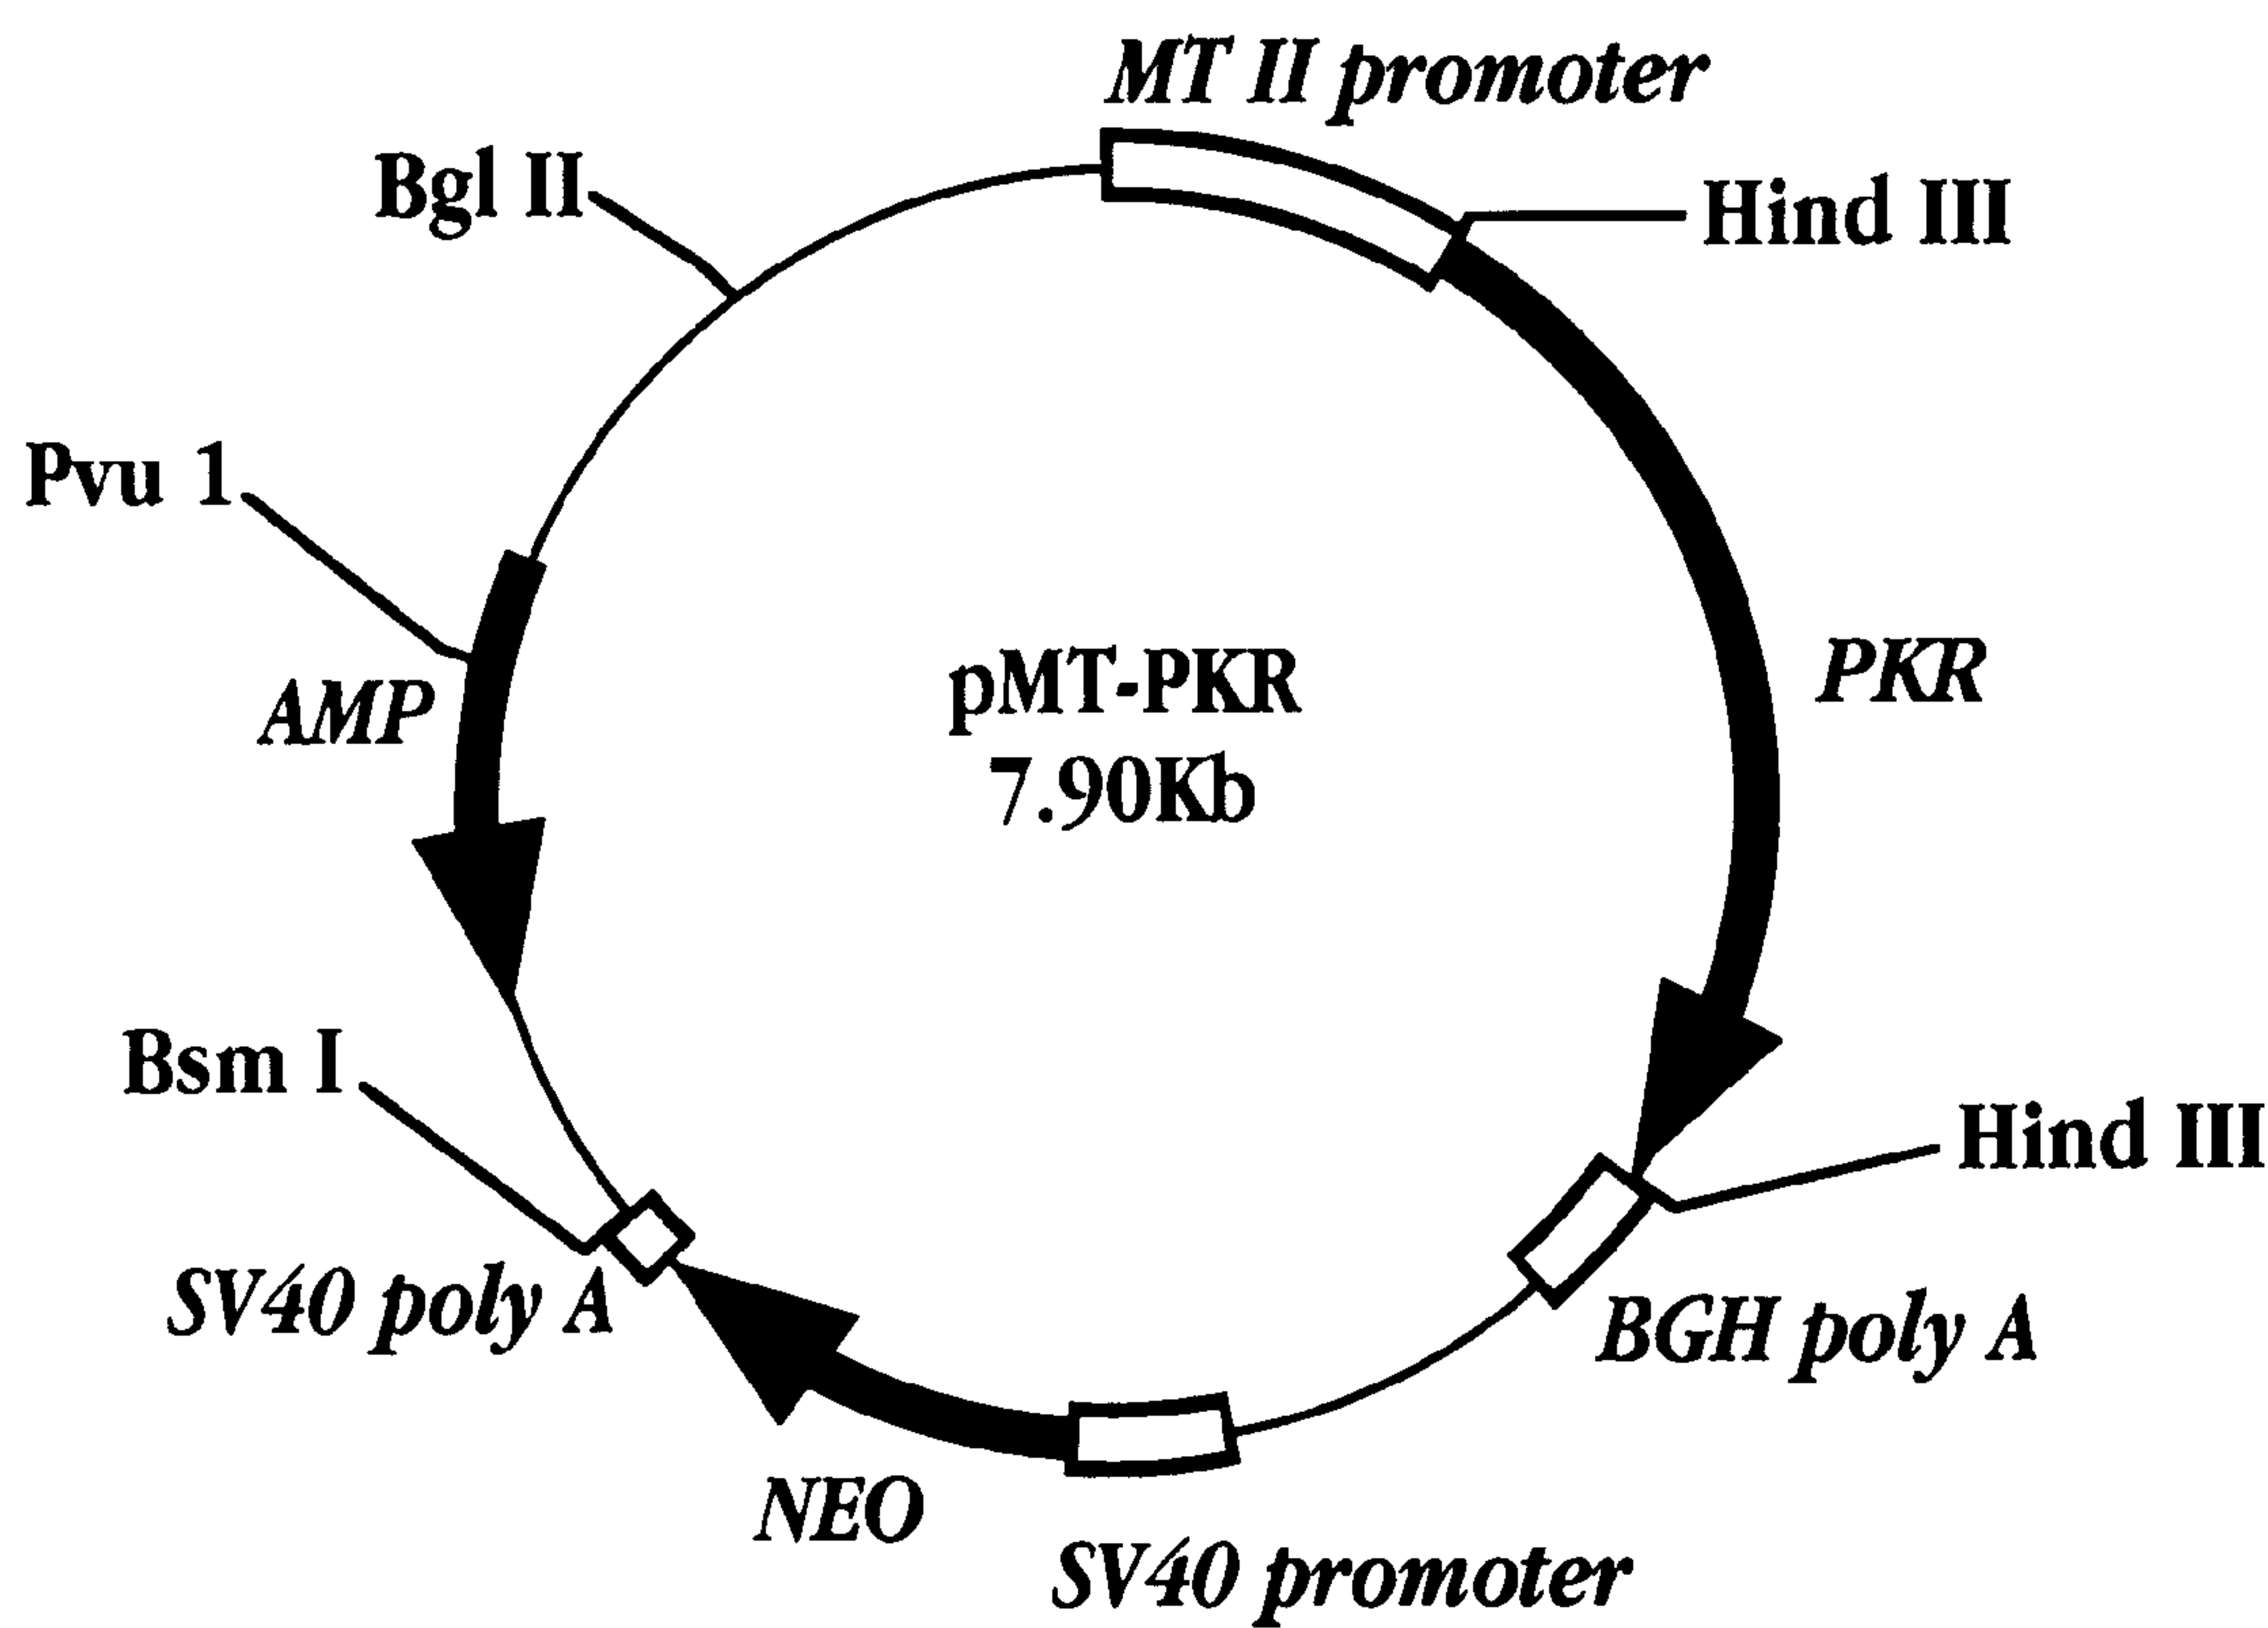 MT II promoter
Bgl II
Hind III
Pvu 1
AMP
pMT-PKR
7.90Kb
PKR
Bsm I
Hind III
SV40 poly A
BGH poly A
NEO
SV40 promoter